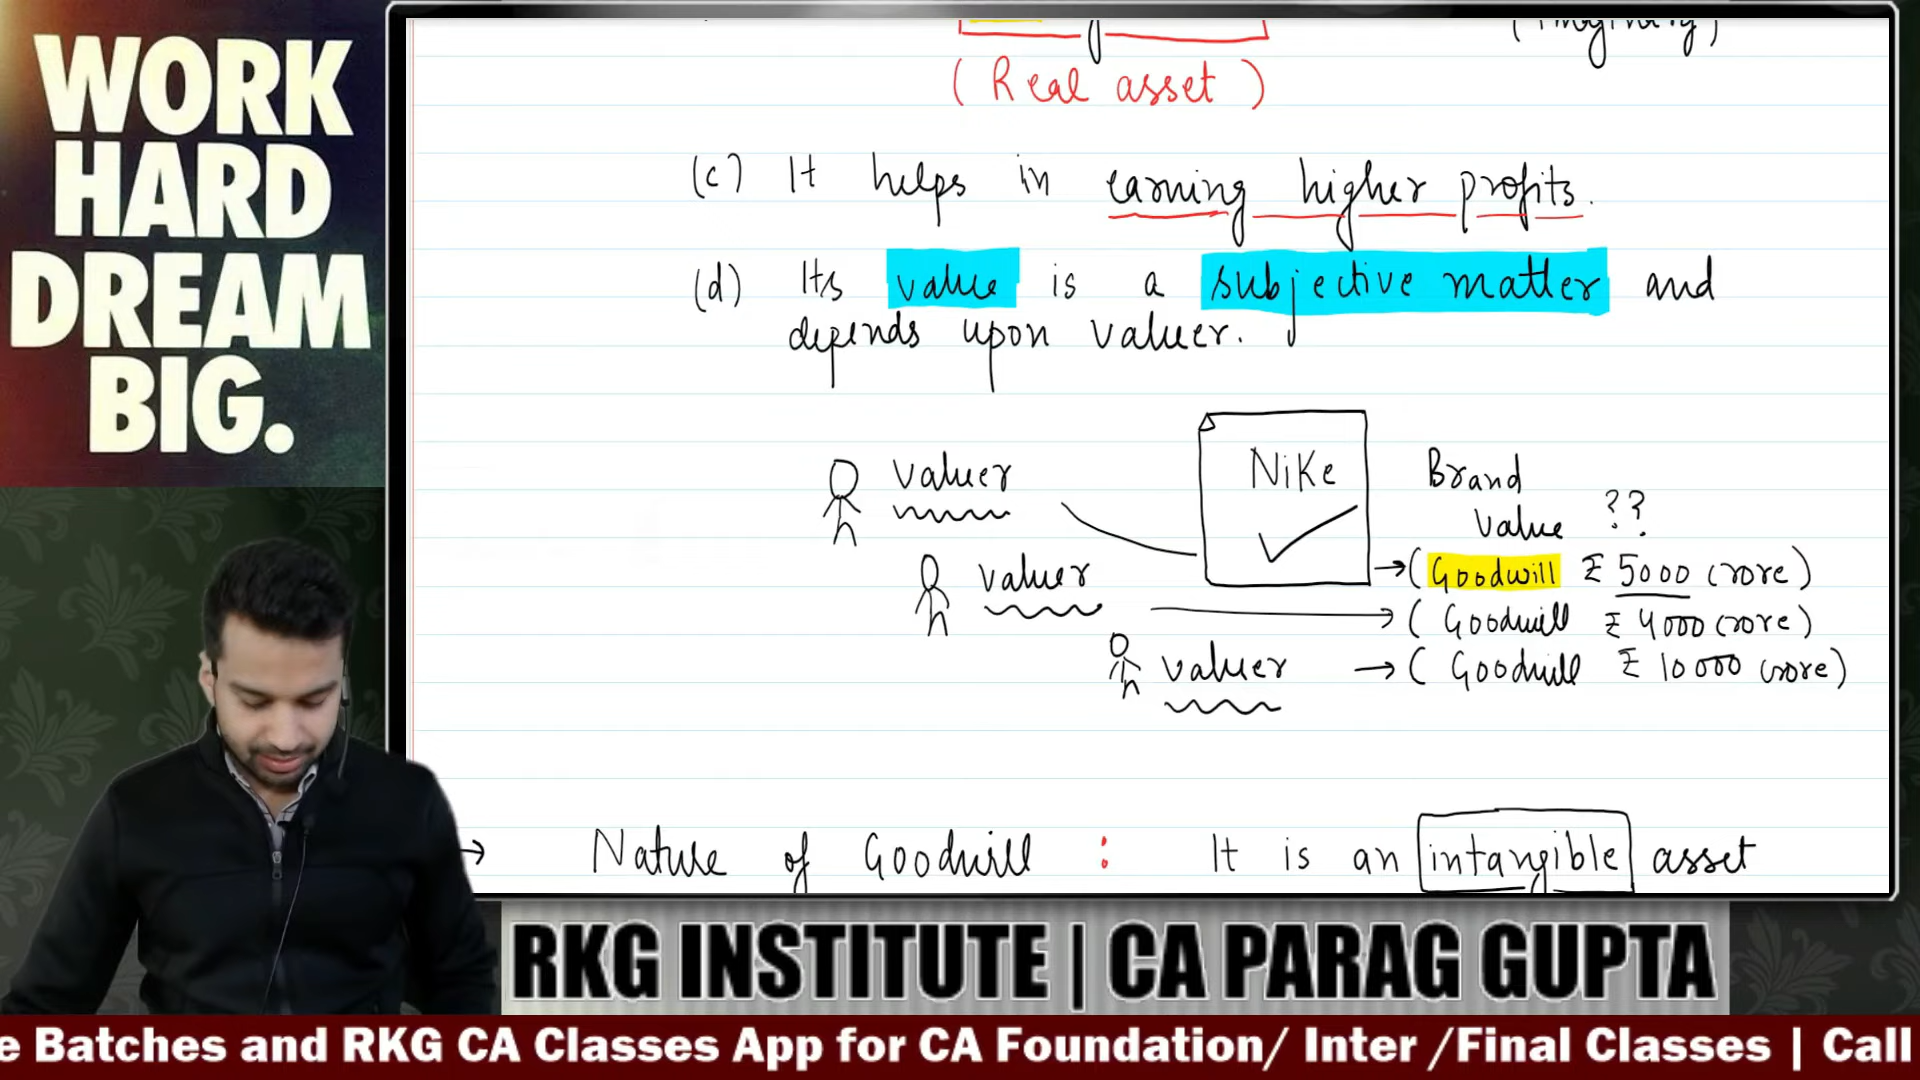 WORK
HARD
DREAM
BIG.
(Real asset)
(c) It helps in earning higher profits.
(d) Its value is a subjective matter and
depends upon valuer.
valuer
NiKe
Brand
value ??
valuer
→(Goodwill ₹ 5000 crore)
→( Goodwill ₹ 4000 crore)
valuer →( Goodwill ₹ 10000 crore)
→ Nature of Goodwill : It is an intangible asset
RKG INSTITUTE | CA PARAG GUPTA
e Batches and RKG CA Classes App for CA Foundation/ Inter /Final Classes | Call